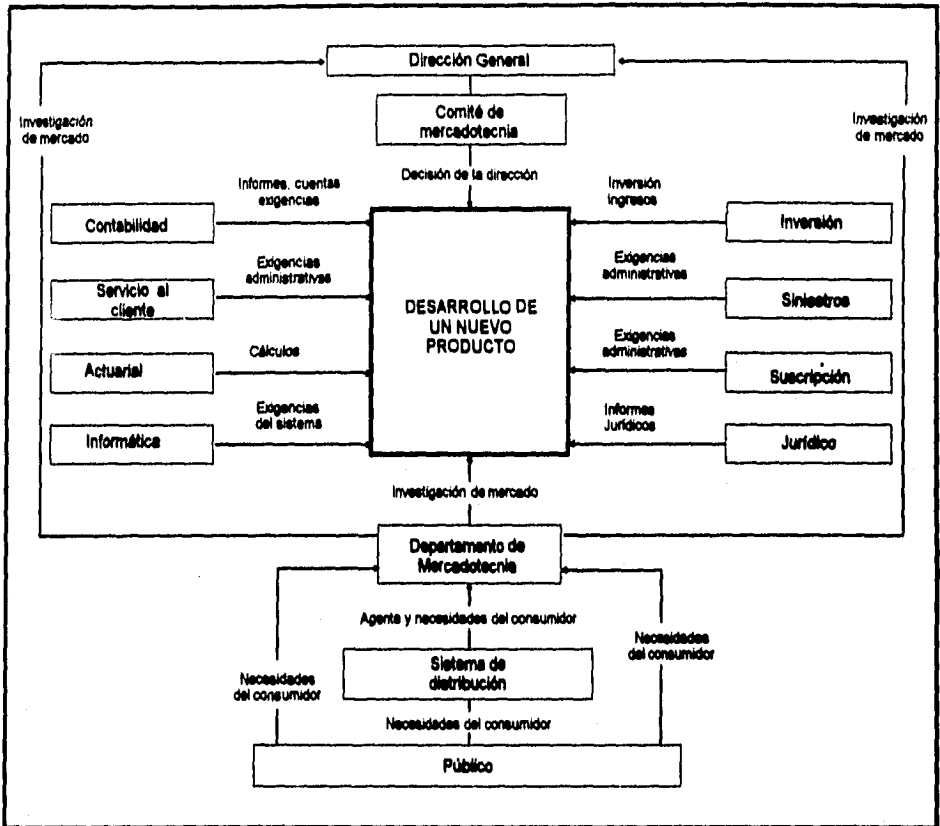 Dirección General
Comité de
mercadotecnia
Investigación
de mercado
Investigación
de mercado
Decisión de la dirección
Informes, cuentas
exigencias
Inversión
Ingresos
Contabilidad
Inversión
Exigencias
administrativas
Exigencias
administrativas
Servicio al
cliente
Siniestros
DESARROLLO DE
UN NUEVO
PRODUCTO
Cálculos
Exigencias
administrativas
Actuarial
Suscripción
Exigencias
del sistema
Informes
Jurídicos
Informática
Jurídico
Investigación de mercado
Departamento de
Mercadotecnia
Agente y necesidades del consumidor
Necesidades
del consumidor
Necesidades
del consumidor
Sistema de
distribución
Necesidades del consumidor
Público